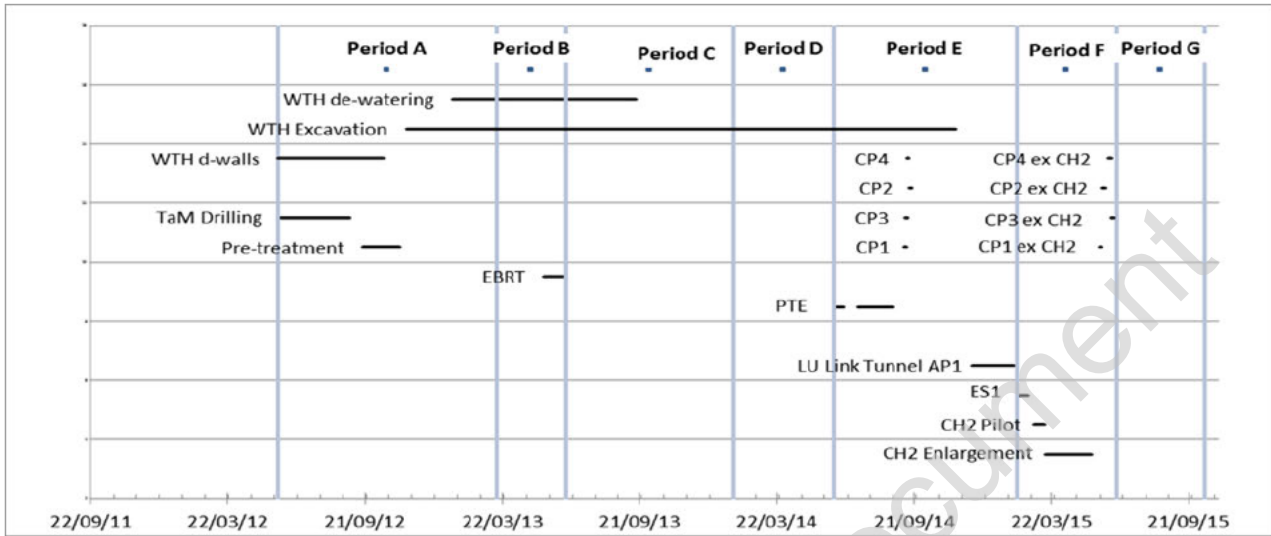 Period A Period B Period C Period D Period E Period F Period G
WTH de-watering
WTH Excavation
WTH d-walls CP4 CP4 ex CH2
CP2 CP2 ex CH2
TaM Drilling CP3 CP3 ex CH2
Pre-treatment CP1 CP1 ex CH2
EBRT
PTE
LU Link Tunnel AP1
ES1
CH2 Pilot
CH2 Enlargement
22/09/11 22/03/12 21/09/12 22/03/13 21/09/13 22/03/14 21/09/14 22/03/15 21/09/15